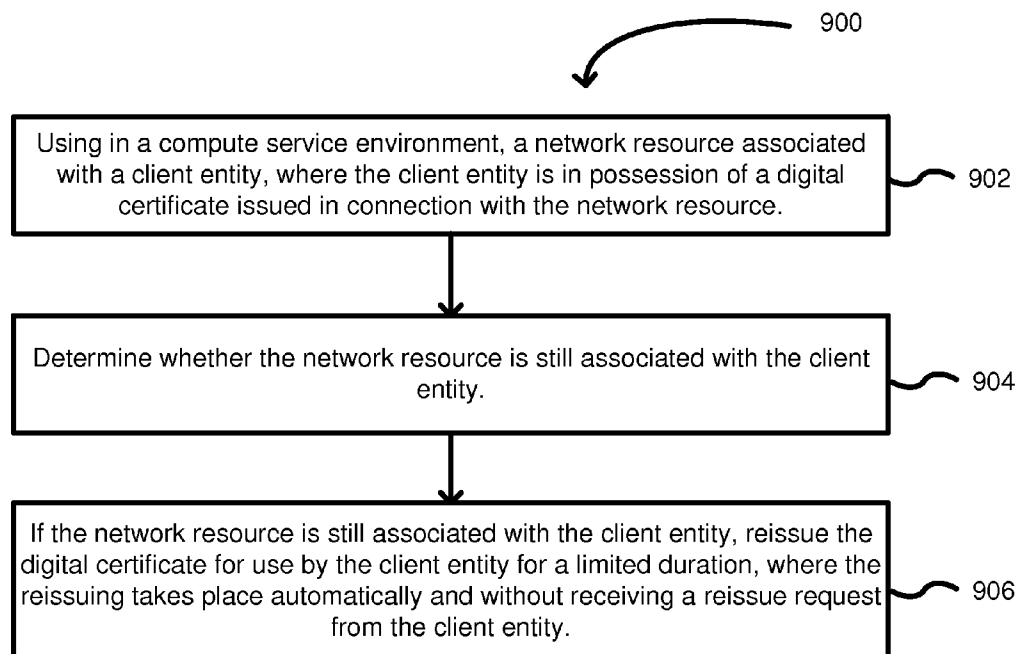 900
Using in a compute service environment, a network resource associated
with a client entity, where the client entity is in possession of a digital
certificate issued in connection with the network resource.
902
Determine whether the network resource is still associated with the client
entity.
904
If the network resource is still associated with the client entity, reissue the
digital certificate for use by the client entity for a limited duration, where the
reissuing takes place automatically and without receiving a reissue request
from the client entity.
906